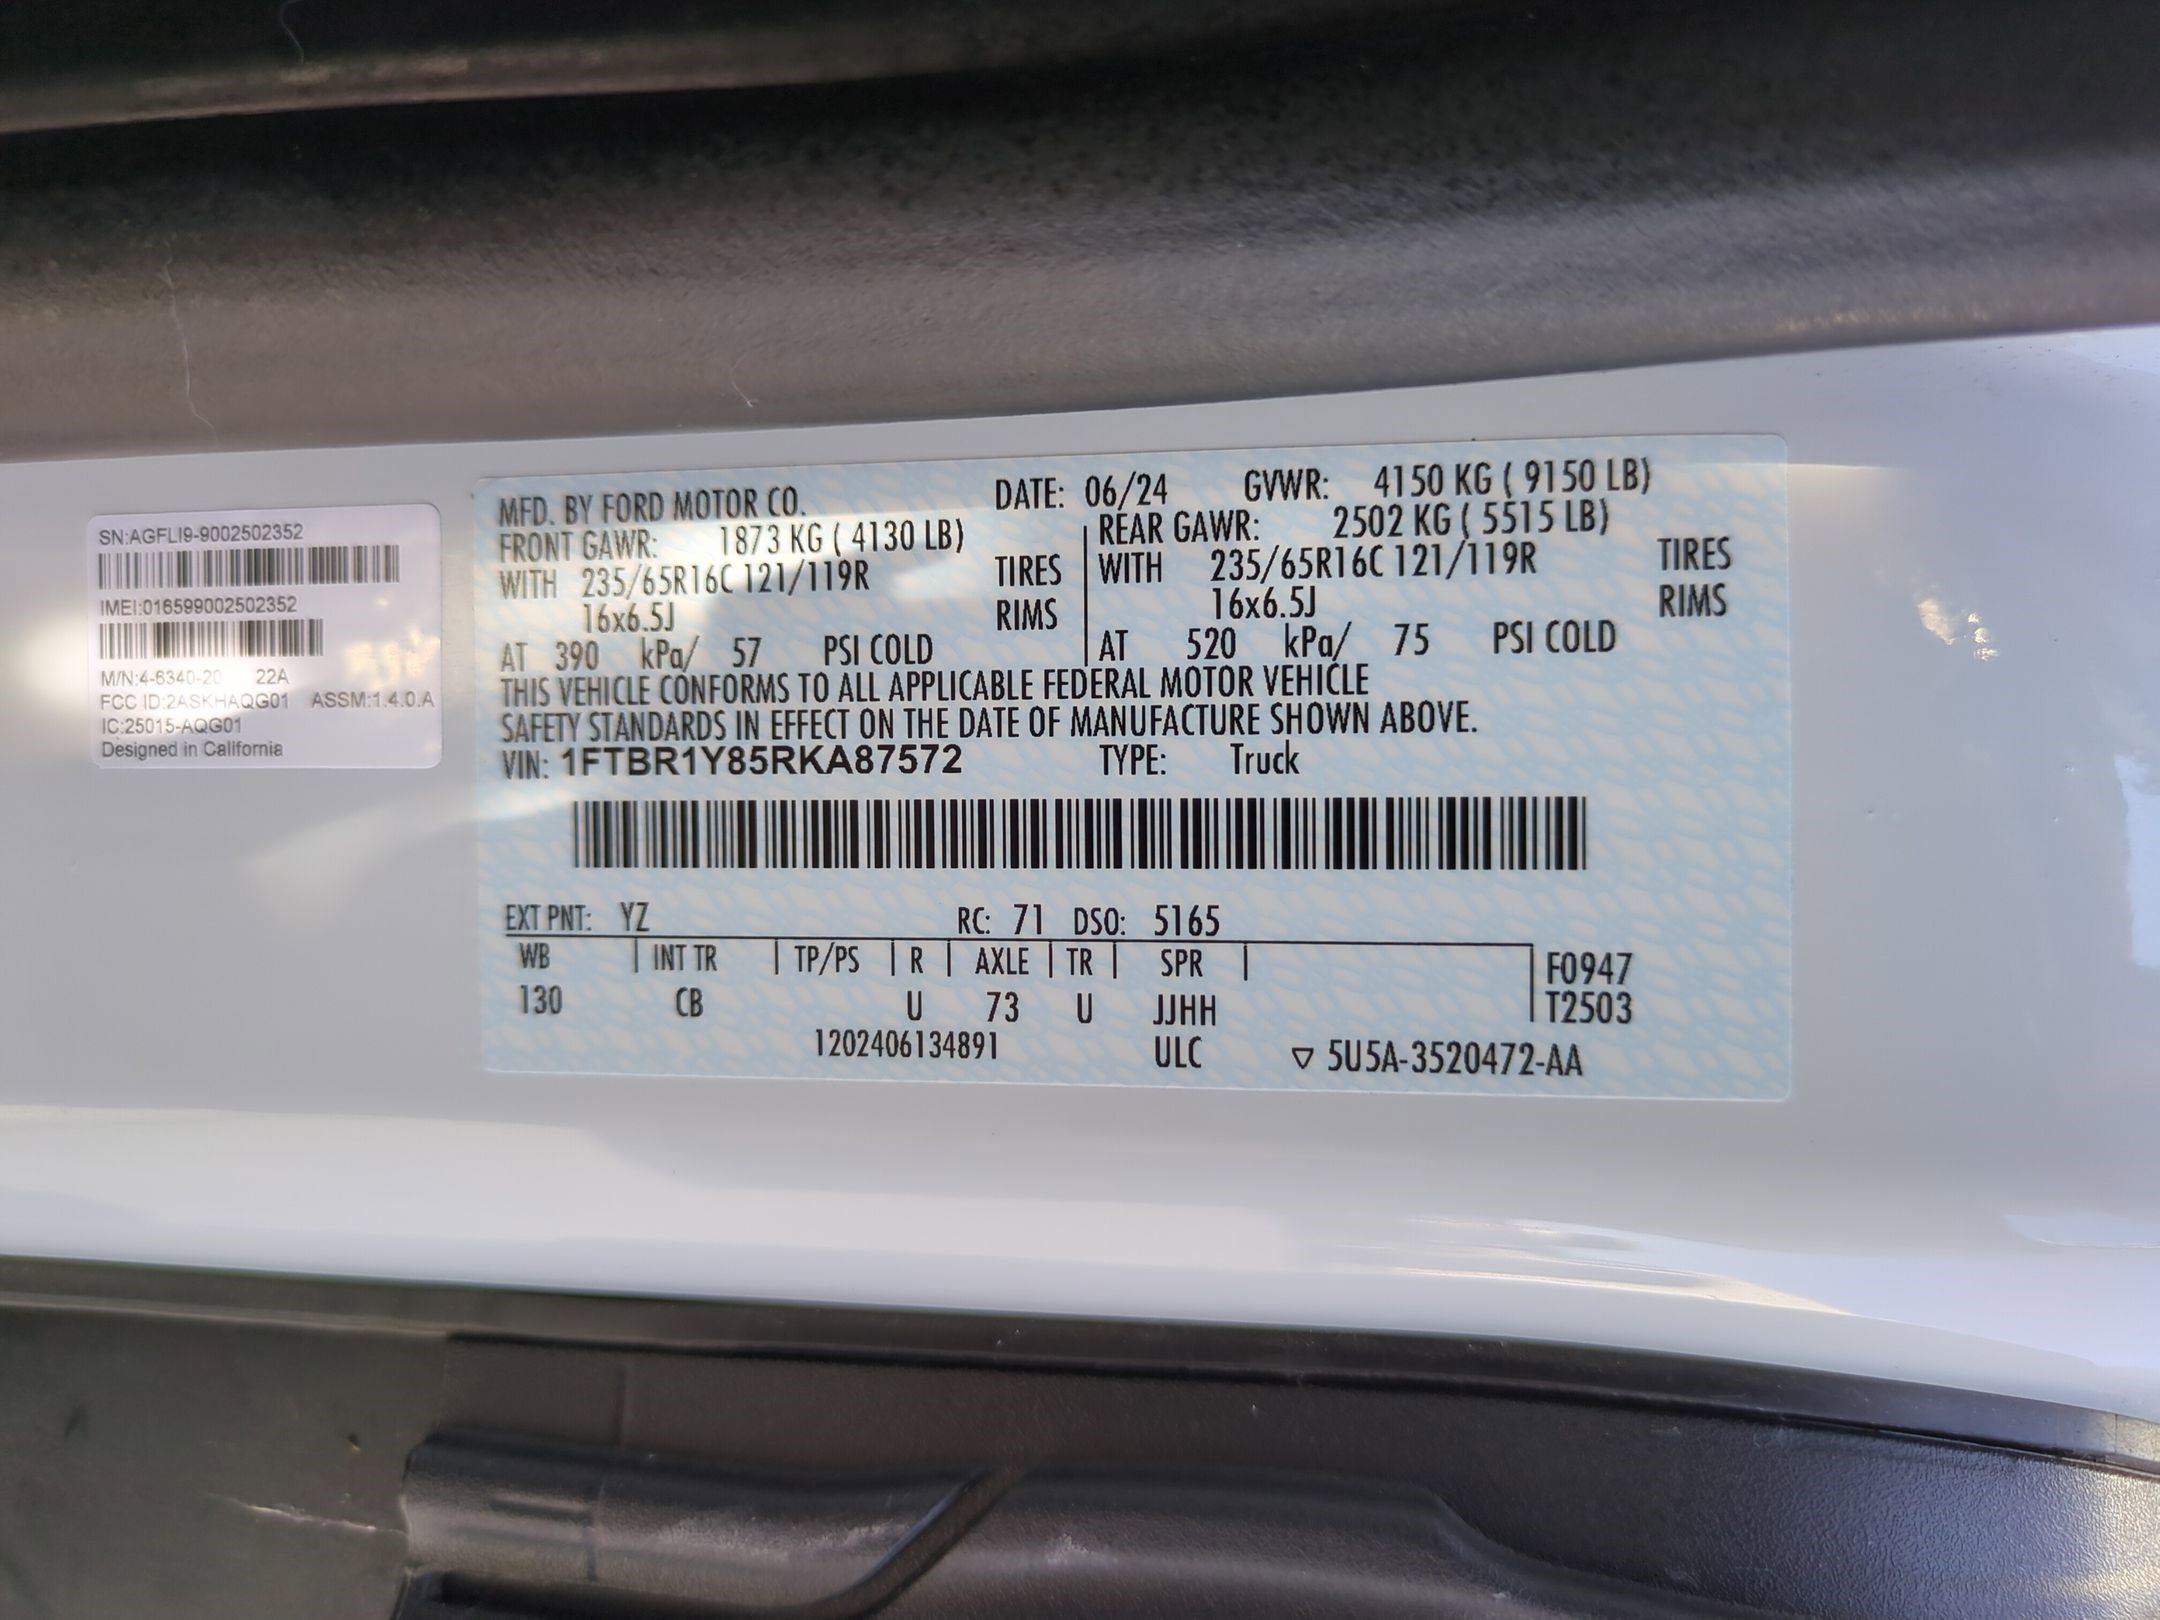 SN:AGFLI9-9002502352
IMEI:016599002502352
M/N:4-6340-20 22A
FCC ID:2ASKHAQG01 ASSM:1.4.0.A
IC:25015-AQG01
Designed in California
MFD. BY FORD MOTOR CO. DATE: 06/24 GVWR: 4150 KG ( 9150 LB)
FRONT GAWR: 1873 KG ( 4130 LB) REAR GAWR: 2502 KG ( 5515 LB)
WITH 235/65R16C 121/119R TIRES WITH 235/65R16C 121/119R TIRES
16x6.5J RIMS 16x6.5J RIMS
AT 390 kPa/ 57 PSI COLD AT 520 kPa/ 75 PSI COLD
THIS VEHICLE CONFORMS TO ALL APPLICABLE FEDERAL MOTOR VEHICLE
SAFETY STANDARDS IN EFFECT ON THE DATE OF MANUFACTURE SHOWN ABOVE.
VIN: 1FTBR1Y85RKA87572 TYPE: Truck
EXT PNT: YZ RC: 71 DSO: 5165
WB | INT TR | TP/PS | R | AXLE | TR | SPR | F0947
130 CB U 73 U JJHH T2503
1202406134891 ULC ▽ 5U5A-3520472-AA